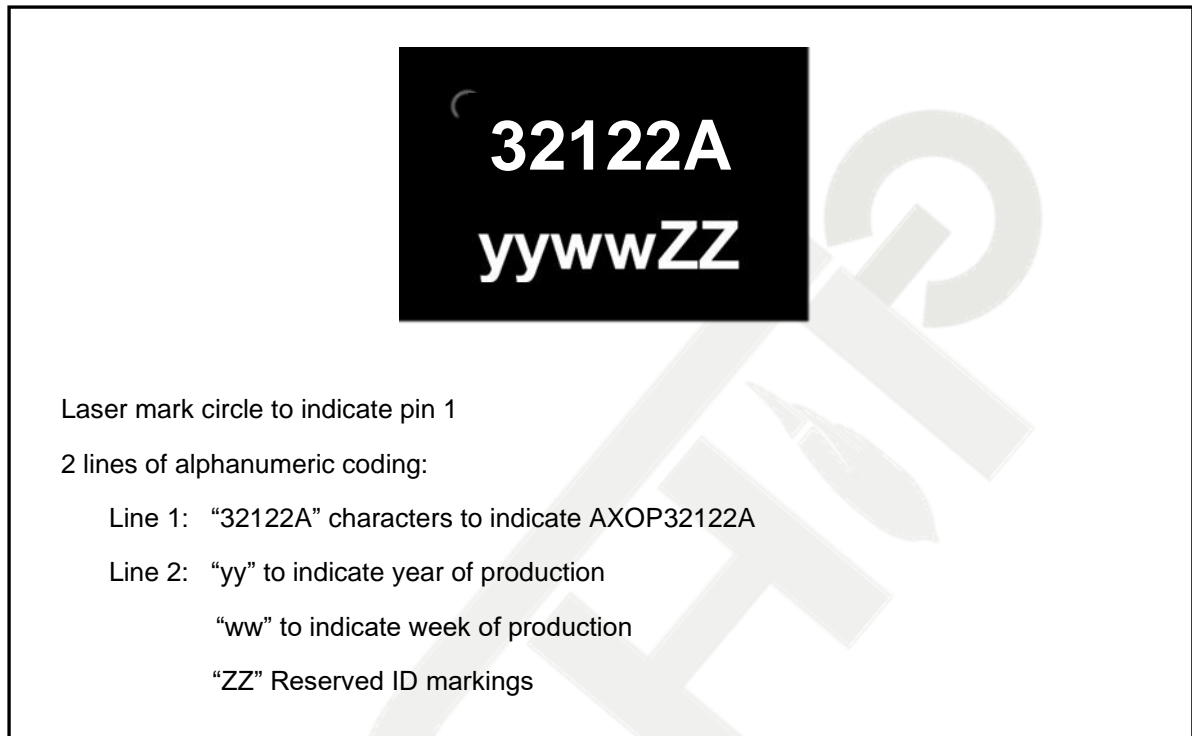 32122A
yywwZZ
Laser mark circle to indicate pin 1
2 lines of alphanumeric coding:
Line 1: “32122A” characters to indicate AXOP32122A
Line 2: “yy” to indicate year of production
“ww” to indicate week of production
“ZZ” Reserved ID markings